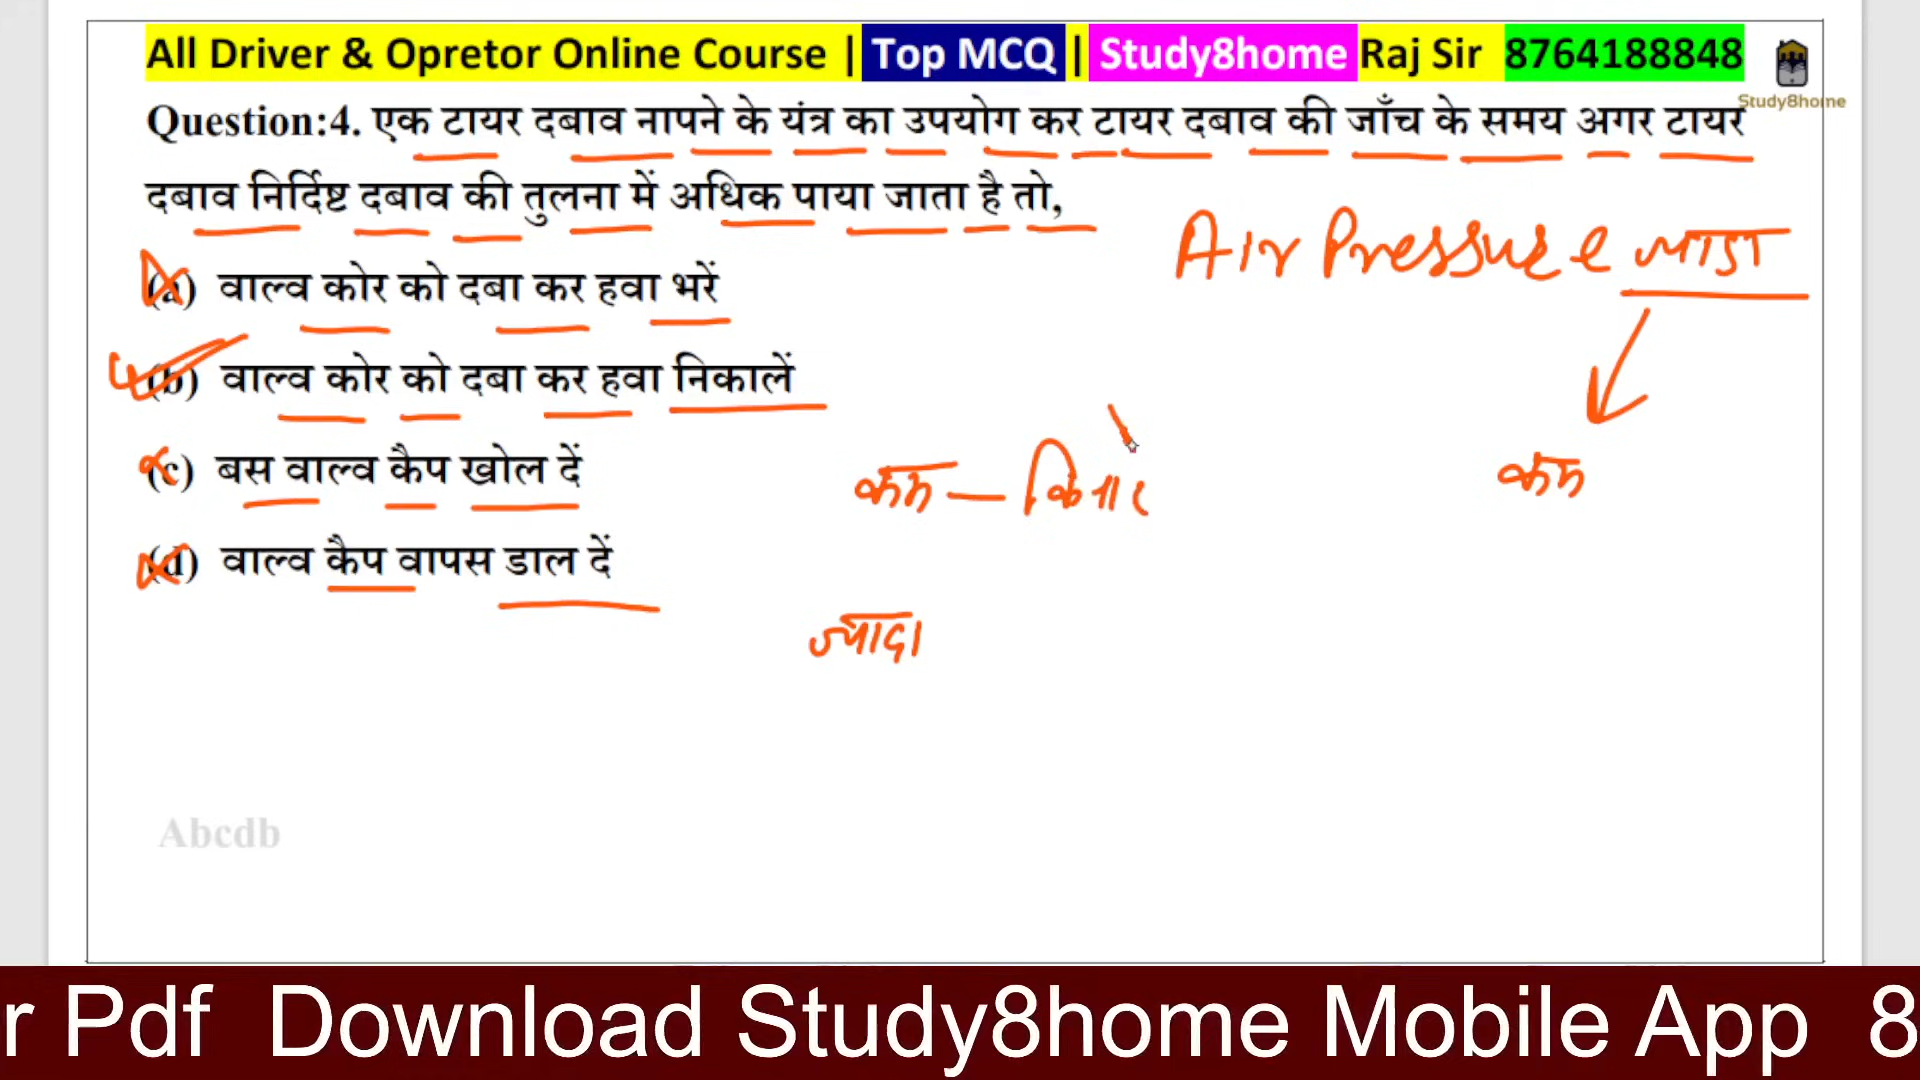 All Driver & Opretor Online Course | Top MCQ | Study8home Raj Sir 8764188848
Study8home
Question:4. एक टायर दबाव नापने के यंत्र का उपयोग कर टायर दबाव की जाँच के समय अगर टायर
दबाव निर्दिष्ट दबाव की तुलना में अधिक पाया जाता है तो,
Air Pressure
(a) वाल्व कोर को दबा कर हवा भरें
(b) वाल्व कोर को दबा कर हवा निकालें
(c) बस वाल्व कैप खोल दें
कम
कम
(d) वाल्व कैप वापस डाल दें
ज्यादा
Abcdb
r Pdf Download Study8home Mobile App 8